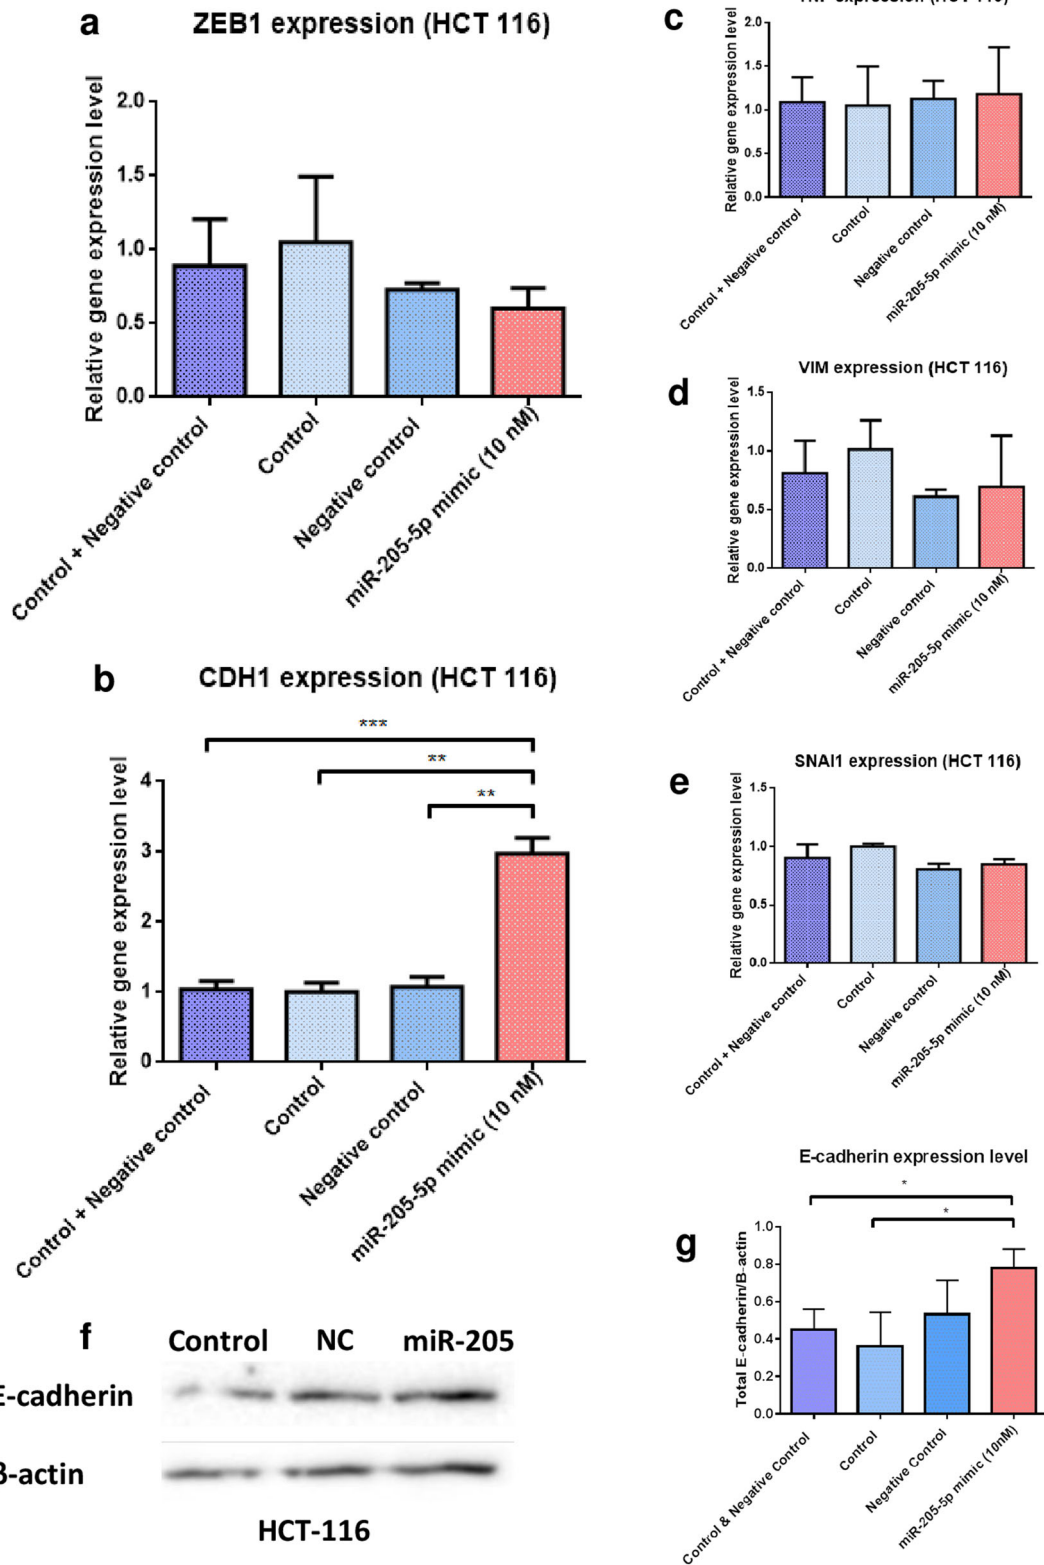 a
ZEB1 expression (HCT 116)
Relative gene expression level
2.0
1.5
1.0
0.5
0.0
Control + Negative control
Control
Negative control
miR-205-5p mimic (10 nM)
b
CDH1 expression (HCT 116)
***
**
**
Relative gene expression level
4
3
2
1
0
Control + Negative control
Control
Negative control
miR-205-5p mimic (10 nM)
f
Control NC miR-205
E-cadherin
B-actin
HCT-116
c
Relative gene expression level
2.0
1.5
1.0
0.5
0.0
Control + Negative control
Control
Negative control
miR-205-5p mimic (10 nM)
d
VIM expression (HCT 116)
Relative gene expression level
1.5
1.0
0.5
0.0
Control + Negative control
Control
Negative control
miR-205-5p mimic (10 nM)
e
SNAI1 expression (HCT 116)
Relative gene expression level
1.5
1.0
0.5
0.0
Control + Negative control
Control
Negative control
miR-205-5p mimic (10 nM)
g
E-cadherin expression level
*
*
Total E-cadherin/B-actin
1.0
0.8
0.6
0.4
0.2
0.0
Control & Negative Control
Control
Negative Control
miR-205-5p mimic (10nM)